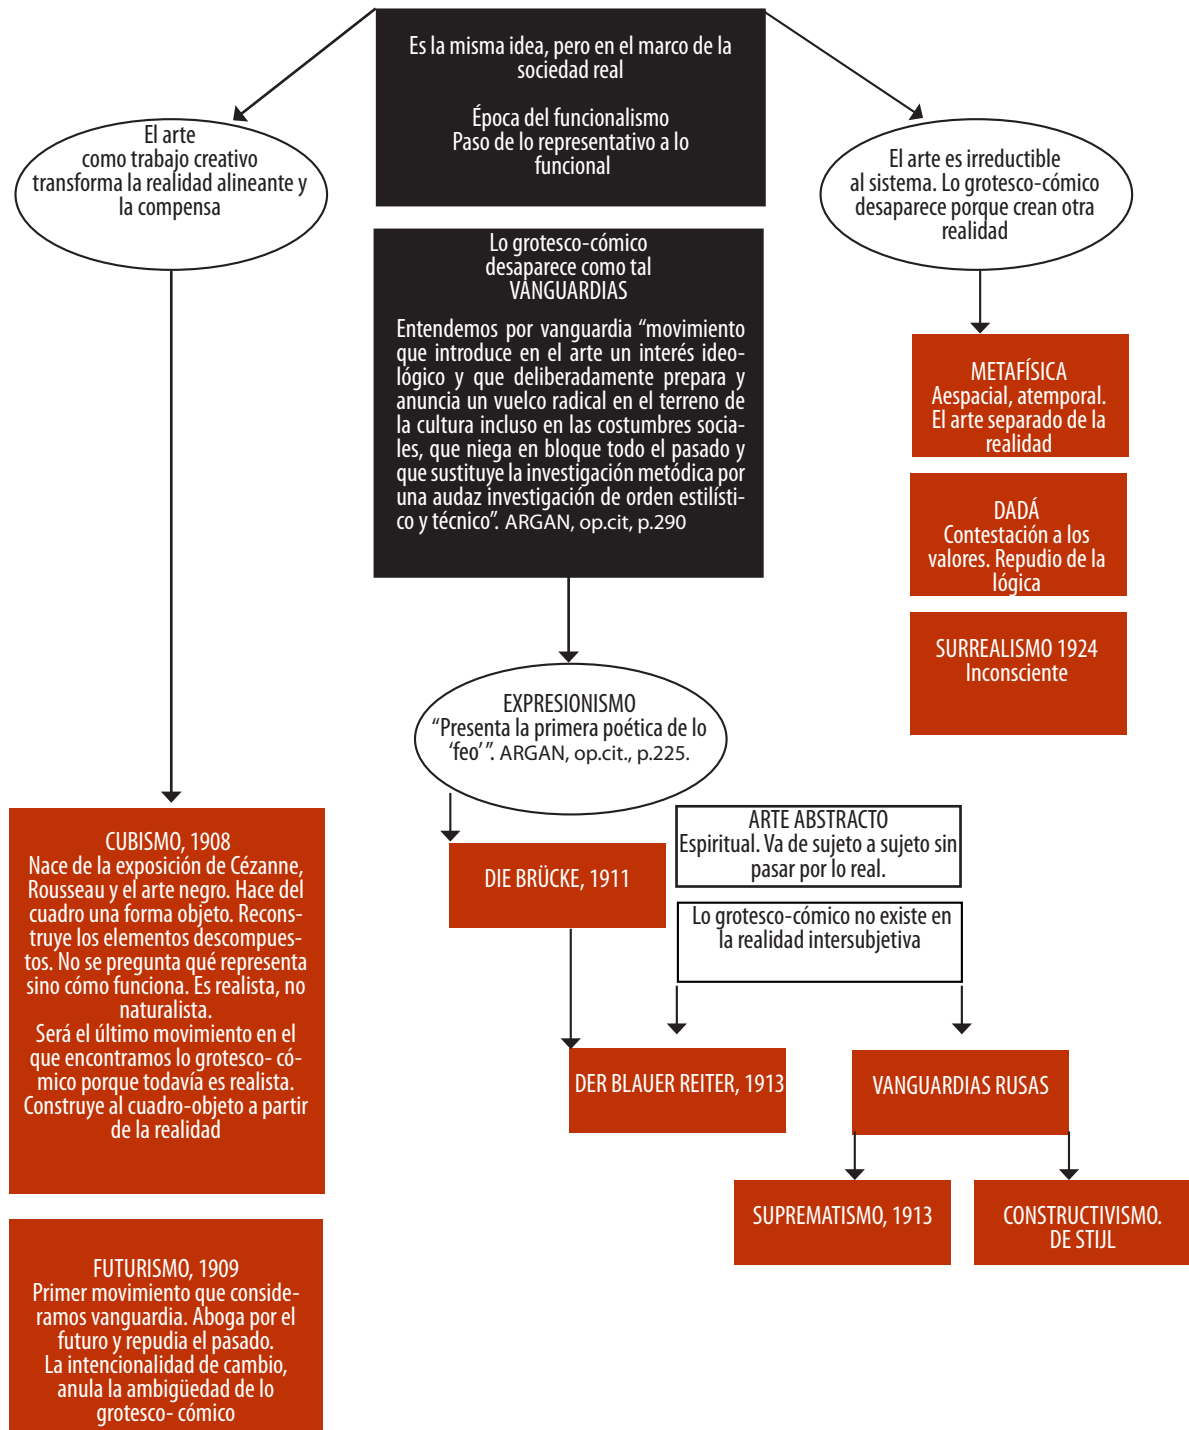 Es la misma idea, pero en el marco de la
sociedad real
Época del funcionalismo
Paso de lo representativo a lo
funcional
El arte
como trabajo creativo
transforma la realidad alineante y
la compensa
El arte es irreductible
al sistema. Lo grotesco-cómico
desaparece porque crean otra
realidad
Lo grotesco-cómico
desaparece como tal
VANGUARDIAS
Entendemos por vanguardia “movimiento
que introduce en el arte un interés ideo-
lógico y que deliberadamente prepara y
anuncia un vuelco radical en el terreno de
la cultura incluso en las costumbres socia-
les, que niega en bloque todo el pasado y
que sustituye la investigación metódica por
una audaz investigación de orden estilísti-
co y técnico”. ARGAN, op.cit, p.290
METAFÍSICA
Aespacial, atemporal.
El arte separado de la
realidad
DADÁ
Contestación a los
valores. Repudio de la
lógica
SURREALISMO 1924
Inconsciente
EXPRESIONISMO
“Presenta la primera poética de lo
‘feo’ ”. ARGAN, op.cit., p.225.
CUBISMO, 1908
Nace de la exposición de Cézanne,
Rousseau y el arte negro. Hace del
cuadro una forma objeto. Recons-
truye los elementos descompues-
tos. No se pregunta qué representa
sino cómo funciona. Es realista, no
naturalista.
Será el último movimiento en el
que encontramos lo grotesco- có-
mico porque todavía es realista.
Construye al cuadro-objeto a partir
de la realidad
DIE BRÜCKE, 1911
ARTE ABSTRACTO
Espiritual. Va de sujeto a sujeto sin
pasar por lo real.
Lo grotesco-cómico no existe en
la realidad intersubjetiva
DER BLAUER REITER, 1913
VANGUARDIAS RUSAS
SUPREMATISMO, 1913
CONSTRUCTIVISMO.
DE STIJL
FUTURISMO, 1909
Primer movimiento que conside-
ramos vanguardia. Aboga por el
futuro y repudia el pasado.
La intencionalidad de cambio,
anula la ambigüedad de lo
grotesco- cómico